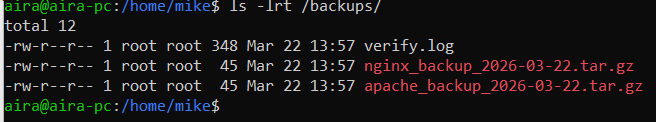 aira@aira-pc:/home/mike$ ls -lrt /backups/
total 12
-rw-r--r-- 1 root root 348 Mar 22 13:57 verify.log
-rw-r--r-- 1 root root  45 Mar 22 13:57 nginx_backup_2026-03-22.tar.gz
-rw-r--r-- 1 root root  45 Mar 22 13:57 apache_backup_2026-03-22.tar.gz
aira@aira-pc:/home/mike$